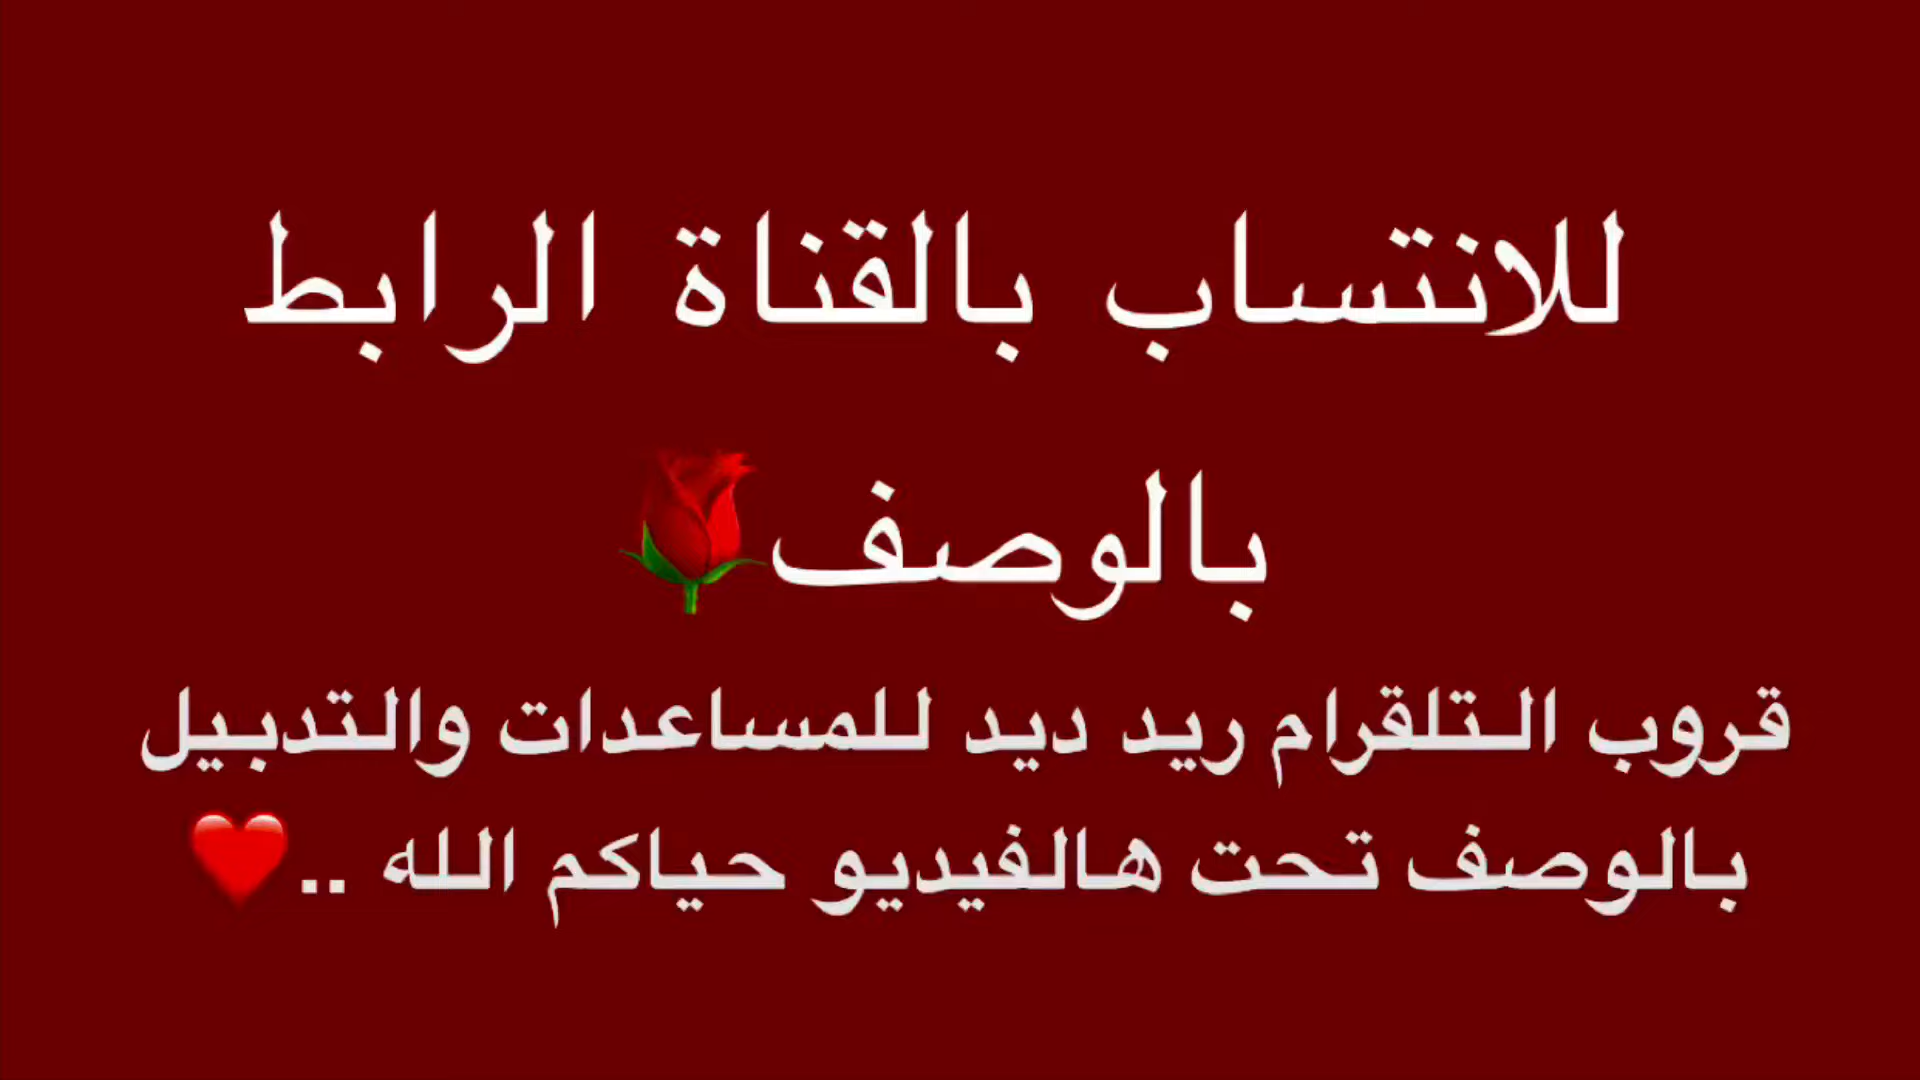 للانتساب بالقناة الرابط
بالوصف🌹
قروب التلقرام ريد ديد للمساعدات والتدبيل
بالوصف تحت هالفيديو حياكم الله ..❤️